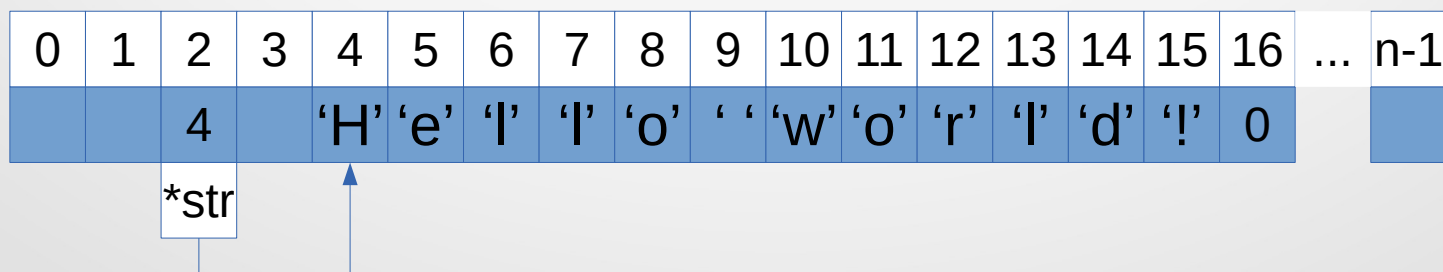 0 1 2 3 4 5 6 7 8 9 10 11 12 13 14 15 16 ... n-1
4 ‘H’ ‘e’ ‘l’ ‘l’ ‘o’ ‘ ‘ ‘w’ ‘o’ ‘r’ ‘l’ ‘d’ ‘!’ 0
*str